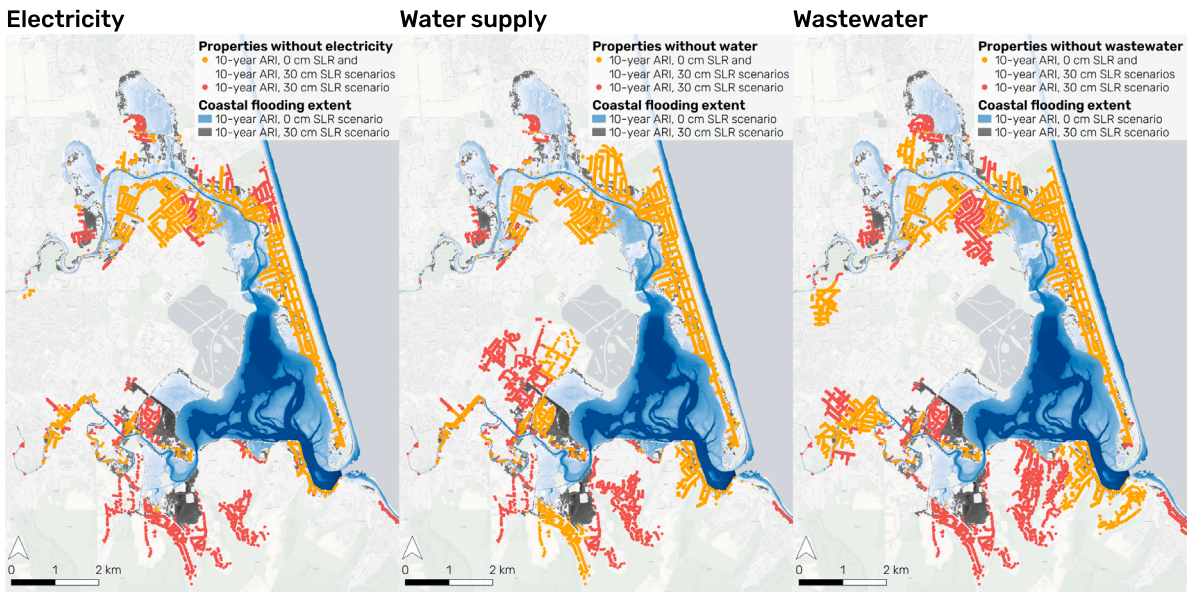 Electricity
Properties without electricity
10-year ARI, 0 cm SLR and
10-year ARI, 30 cm SLR scenarios
10-year ARI, 30 cm SLR scenario
Coastal flooding extent
10-year ARI, 0 cm SLR scenario
10-year ARI, 30 cm SLR scenario
0 1 2 km
Water supply
Properties without water
10-year ARI, 0 cm SLR and
10-year ARI, 30 cm SLR scenarios
10-year ARI, 30 cm SLR scenario
Coastal flooding extent
10-year ARI, 0 cm SLR scenario
10-year ARI, 30 cm SLR scenario
0 1 2 km
Wastewater
Properties without wastewater
10-year ARI, 0 cm SLR and
10-year ARI, 30 cm SLR scenarios
10-year ARI, 30 cm SLR scenario
Coastal flooding extent
10-year ARI, 0 cm SLR scenario
10-year ARI, 30 cm SLR scenario
0 1 2 km